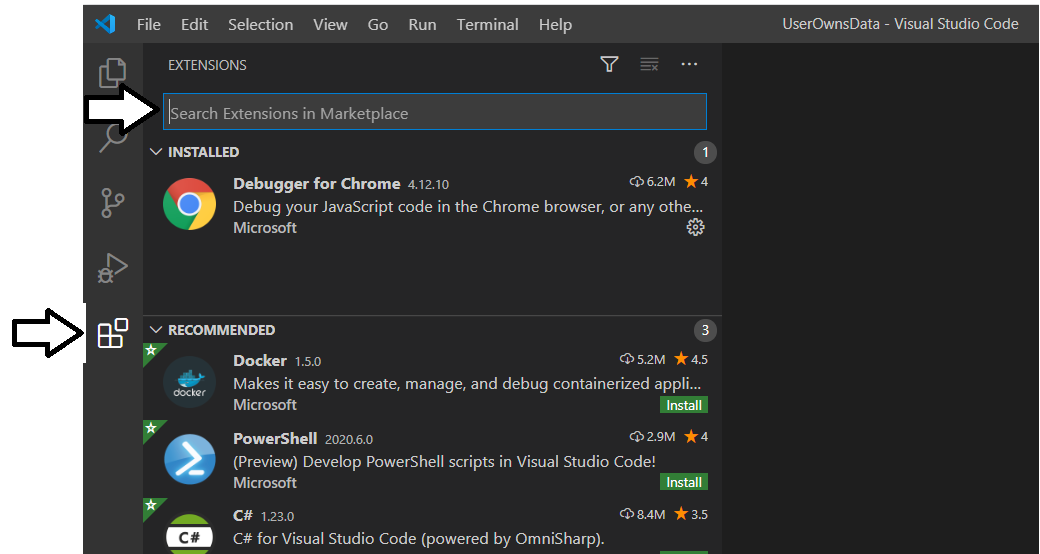 File Edit Selection View Go Run Terminal Help UserOwnsData - Visual Studio Code
EXTENSIONS
Search Extensions in Marketplace
INSTALLED 1
Debugger for Chrome 4.12.10 6.2M 4
Debug your JavaScript code in the Chrome browser, or any othe...
Microsoft
RECOMMENDED 3
Docker 1.5.0 5.2M 4.5
docker
Makes it easy to create, manage, and debug containerized appli...
Microsoft Install
PowerShell 2020.6.0 2.9M 4
(Preview) Develop PowerShell scripts in Visual Studio Code!
Microsoft Install
C# 1.23.0 8.4M 3.5
C#
C# for Visual Studio Code (powered by OmniSharp).